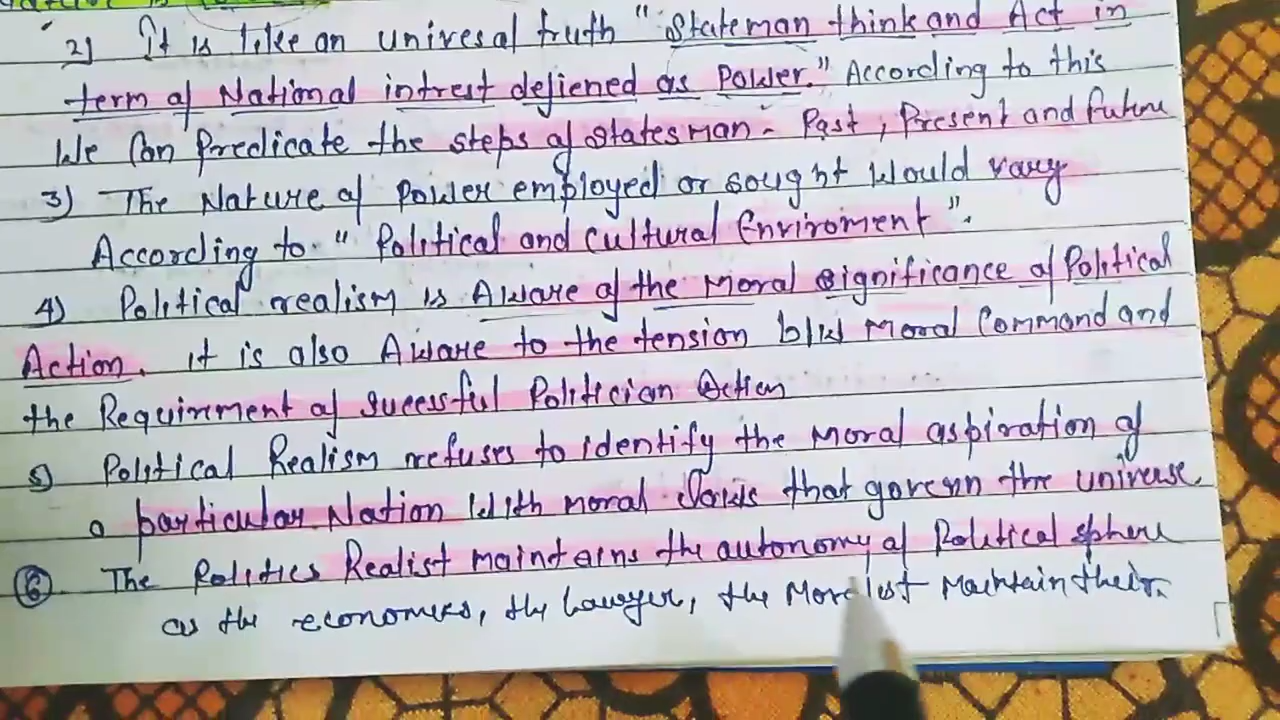 2) It is like an universal truth "Stateman think and Act in
term of National intrest defiened as Power." According to this
We Can Predicate the steps of statesman - Past, Present and Future
3) The Nature of Power employed or sought would vary
According to "Political and cultural Enviroment".
4) Political realism is Aware of the Moral significance of Political
Action. it is also Aware to the tension b/w Moral Command and
the Requirment of sucessful Politician Action
5) Political Realism refuses to identify the Moral aspiration of
a particular Nation with moral that govern the universe.
6. The Politics Realist maintains the autonomy of Political sphere
as the economics, the Lawyer, the Moralist Maintain their.